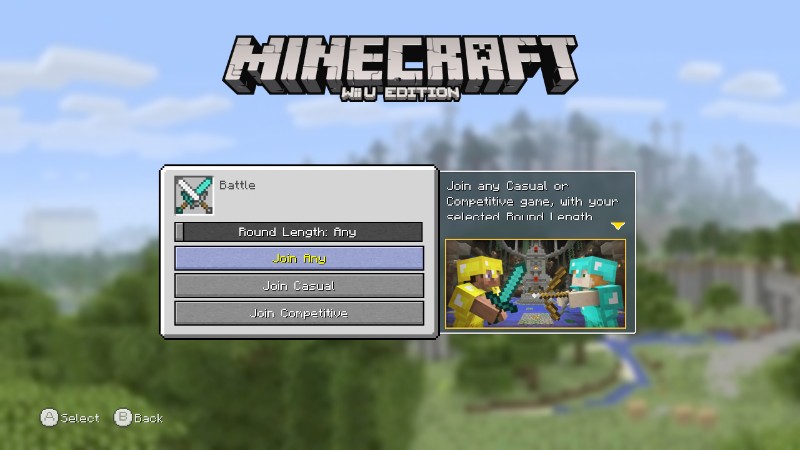 MINECRAFT
Wii U EDITION
Battle
Round Length: Any
Join Any
Join Casual
Join Competitive
Join any Casual or
Competitive game, with your
selected Round Length
A Select B Back